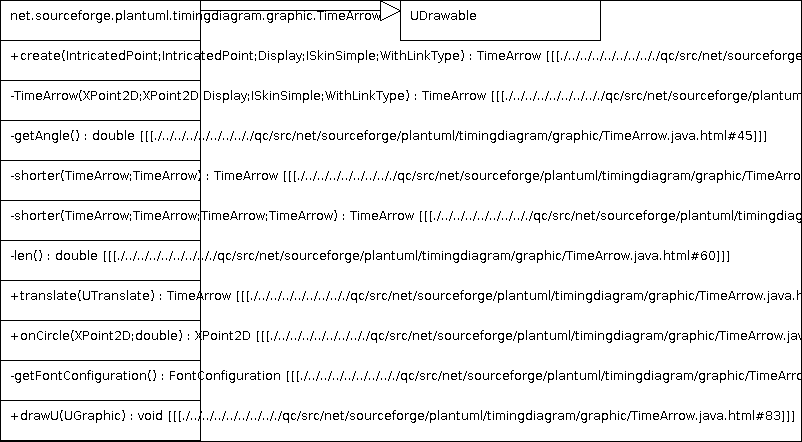 net.sourceforge.plantuml.timingdiagram.graphic.TimeArrow
UDrawable
+create(IntricatedPoint;IntricatedPoint;Display;ISkinSimple;WithLinkType) : TimeArrow [[[./../../../../../../../qc/src/net/sourceforge
-TimeArrow(XPoint2D;XPoint2D;Display;ISkinSimple;WithLinkType) : TimeArrow [[[./../../../../../../../qc/src/net/sourceforge/plantum
-getAngle() : double [[[./../../../../../../../qc/src/net/sourceforge/plantuml/timingdiagram/graphic/TimeArrow.java.html#45]]]
-shorter(TimeArrow;TimeArrow) : TimeArrow [[[./../../../../../../../qc/src/net/sourceforge/plantuml/timingdiagram/graphic/TimeArro
-shorter(TimeArrow;TimeArrow;TimeArrow;TimeArrow) : TimeArrow [[[./../../../../../../../qc/src/net/sourceforge/plantuml/timingdiag
-len() : double [[[./../../../../../../../qc/src/net/sourceforge/plantuml/timingdiagram/graphic/TimeArrow.java.html#60]]]
+translate(UTranslate) : TimeArrow [[[./../../../../../../../qc/src/net/sourceforge/plantuml/timingdiagram/graphic/TimeArrow.java.h
+onCircle(XPoint2D;double) : XPoint2D [[[./../../../../../../../qc/src/net/sourceforge/plantuml/timingdiagram/graphic/TimeArrow.jav
-getFontConfiguration() : FontConfiguration [[[./../../../../../../../qc/src/net/sourceforge/plantuml/timingdiagram/graphic/TimeArro
+drawU(UGraphic) : void [[[./../../../../../../../qc/src/net/sourceforge/plantuml/timingdiagram/graphic/TimeArrow.java.html#83]]]